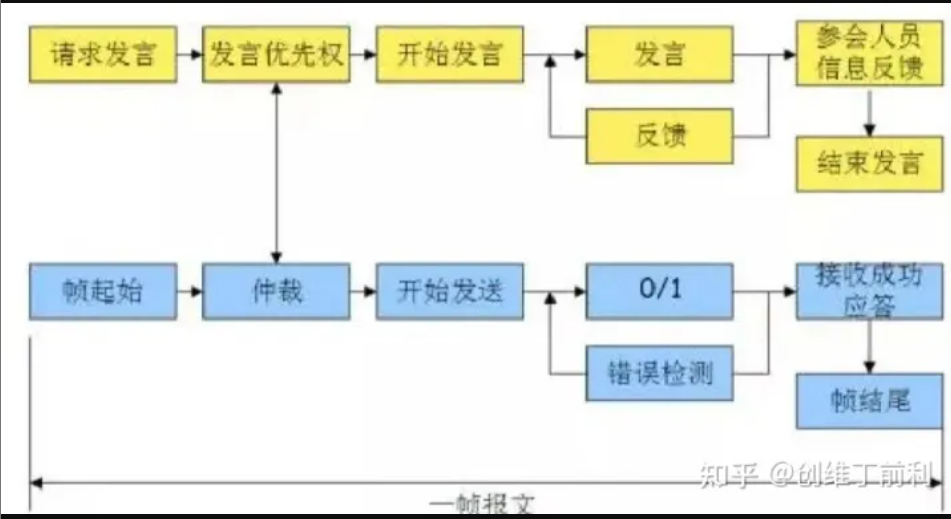 请求发言
发言优先权
开始发言
发言
参会人员
信息反馈
反馈
结束发言
帧起始
仲裁
开始发送
0/1
接收成功
应答
错误检测
帧结尾
一帧报文
知乎 @创维丁前利